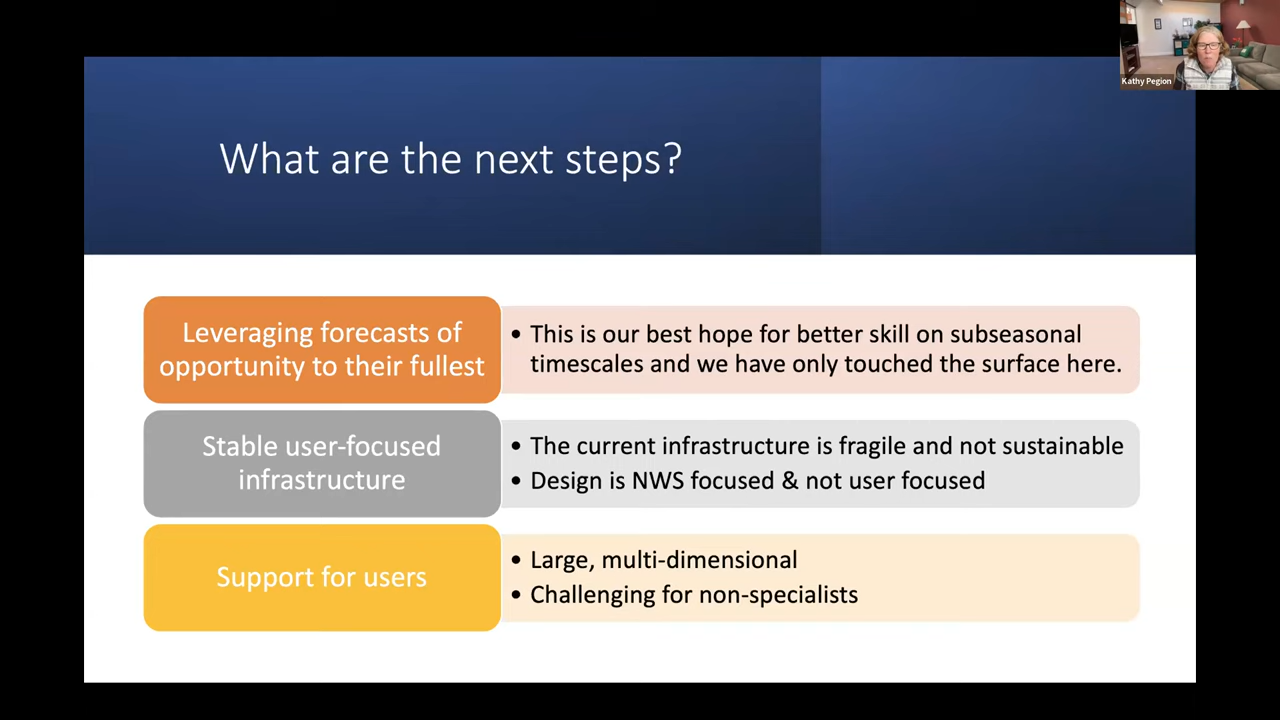 Kathy Pegion
What are the next steps?
Leveraging forecasts of
opportunity to their fullest
• This is our best hope for better skill on subseasonal
timescales and we have only touched the surface here.
Stable user-focused
infrastructure
• The current infrastructure is fragile and not sustainable
• Design is NWS focused & not user focused
Support for users
• Large, multi-dimensional
• Challenging for non-specialists